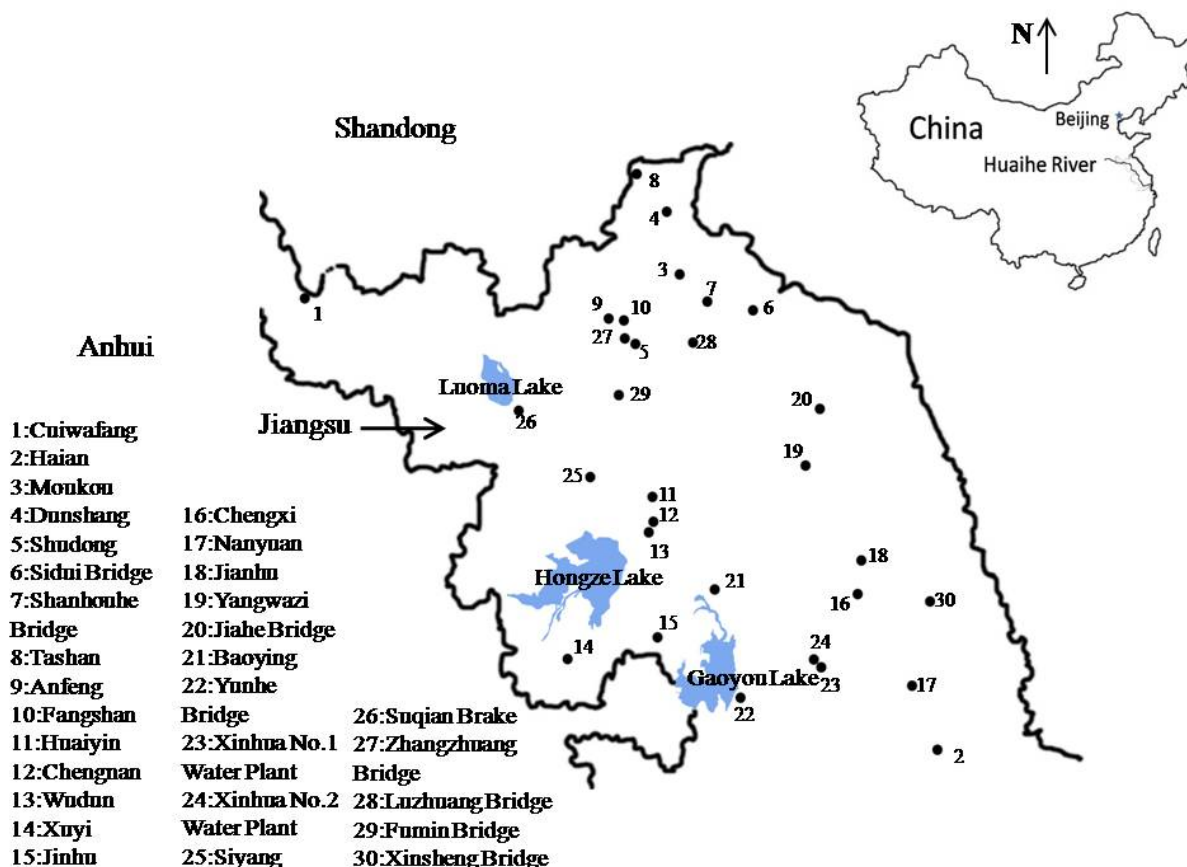 N
China
Beijing
Huaihe River
Shandong
8
4
3
7
6
9
10
27
5
28
1
Anhui
Luoma Lake
29
26
20
Jiangsu
19
25
11
12
13
Hongze Lake
18
21
16
30
15
14
24
23
Gaoyou Lake
17
22
2
1:Cuiwafang
2:Haian
3:Moukou
4:Dunshang
5:Shudong
6:Sidui Bridge
7:Shanhouhe
Bridge
8:Tashan
9:Anfeng
10:Fangshan
11:Huaiyin
12:Chengnan
13:Wudun
14:Xuyi
15:Jinhu
16:Chengxi
17:Nanyuan
18:Jianhu
19:Yangwazi
20:Jiahe Bridge
21:Baoying
22:Yunhe
Bridge
23:Xinhua No.1
Water Plant
24:Xinhua No.2
Water Plant
25:Siyang
26:Suqian Brake
27:Zhangzhuang
Bridge
28:Luzhuang Bridge
29:Fumin Bridge
30:Xinsheng Bridge